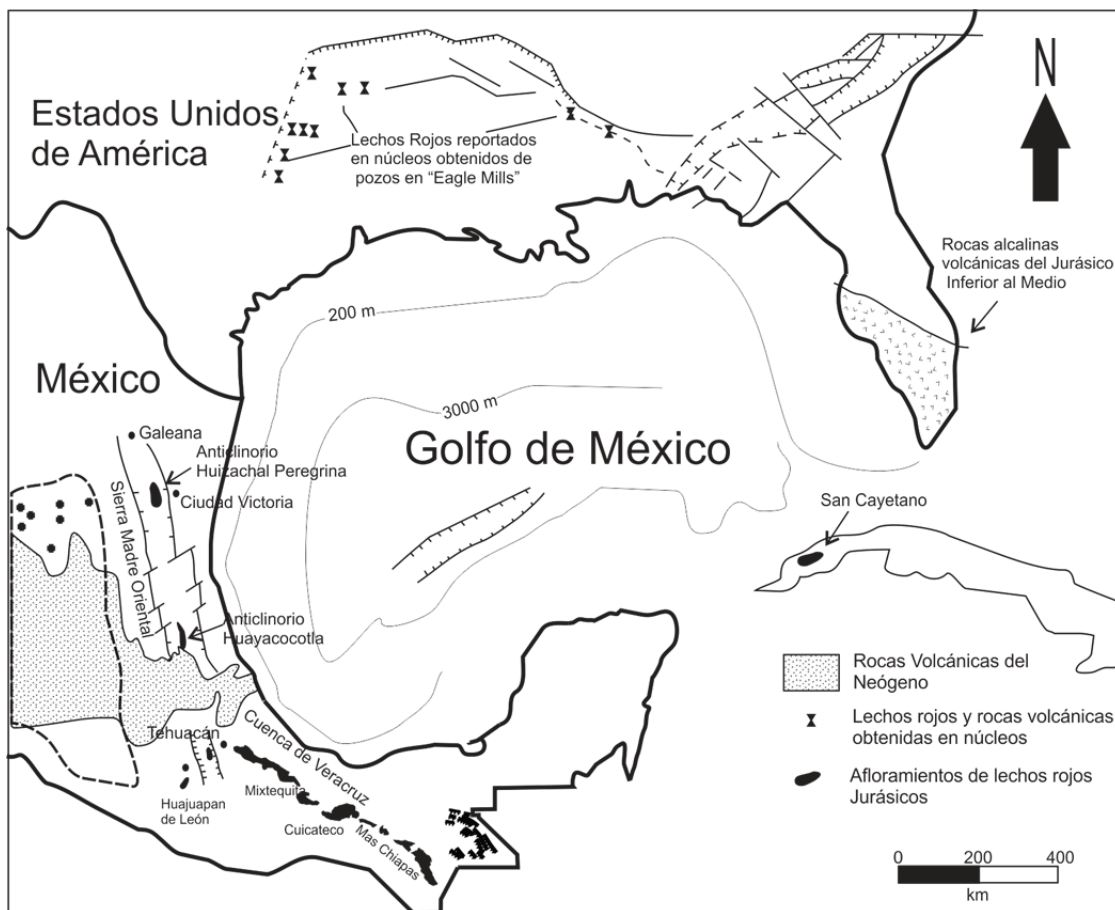 Estados Unidos
de América
Lechos Rojos reportados
en núcleos obtenidos de
pozos en “Eagle Mills”
N
Rocas alcalinas
volcánicas del Jurásico
Inferior al Medio
200 m
México
3000 m
Golfo de México
Galeana
Anticlinorio
Huizachal Peregrina
Ciudad Victoria
Sierra Madre Oriental
San Cayetano
Anticlinorio
Huayacocotla
Rocas Volcánicas del
Neógeno
Lechos rojos y rocas volcánicas
obtenidas en núcleos
Afloramientos de lechos rojos
Jurásicos
Tehuacán
Cuenca de Veracruz
Mixtequita
Huajuapan
de León
Cuicateco
Mas Chiapas
0 200 400
km